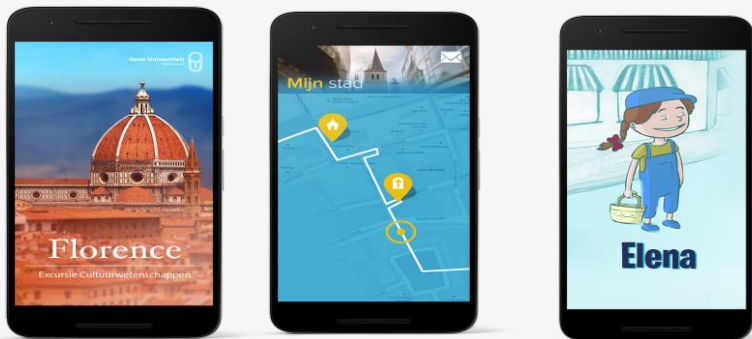 Open Universiteit
Florence
Excursie Cultuurwetenschappen
Mijn stad
Elena